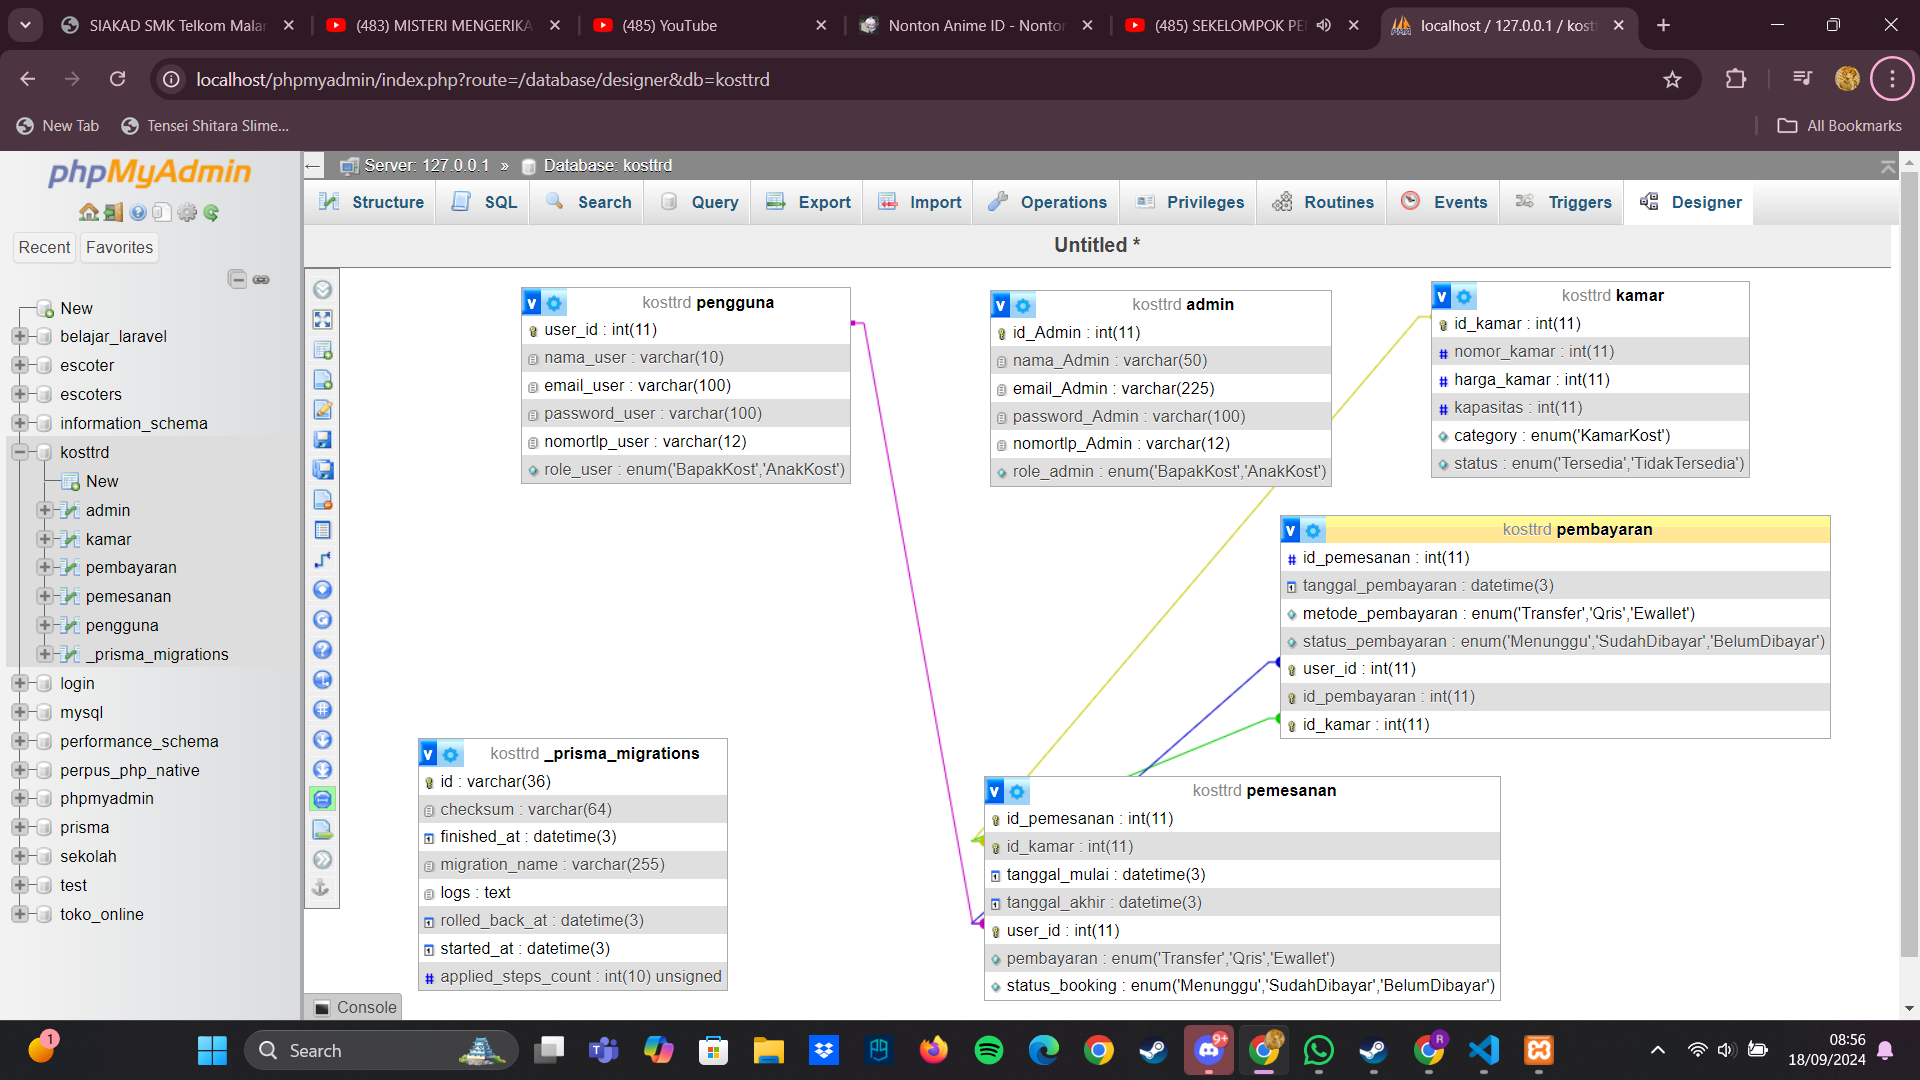 SIAKAD SMK Telkom Malan
(483) MISTERI MENGERIKA
(485) YouTube
Nonton Anime ID - Nonton
(485) SEKELOMPOK PE
localhost / 127.0.0.1 / kostt
localhost/phpmyadmin/index.php?route=/database/designer&db=kosttrd
New Tab
Tensei Shitara Slime...
All Bookmarks
phpMyAdmin
Recent
Favorites
New
belajar_laravel
escoter
escoters
information_schema
kosttrd
New
admin
kamar
pembayaran
pemesanan
pengguna
_prisma_migrations
login
mysql
performance_schema
perpus_php_native
phpmyadmin
prisma
sekolah
test
toko_online
Server: 127.0.0.1 » Database: kosttrd
Structure SQL Search Query Export Import Operations Privileges Routines Events Triggers Designer
Untitled *
v kosttrd pengguna
user_id : int(11)
nama_user : varchar(10)
email_user : varchar(100)
password_user : varchar(100)
nomortlp_user : varchar(12)
role_user : enum('BapakKost','AnakKost')
v kosttrd admin
id_Admin : int(11)
nama_Admin : varchar(50)
email_Admin : varchar(225)
password_Admin : varchar(100)
nomortlp_Admin : varchar(12)
role_admin : enum('BapakKost','AnakKost')
v kosttrd kamar
id_kamar : int(11)
# nomor_kamar : int(11)
# harga_kamar : int(11)
# kapasitas : int(11)
category : enum('KamarKost')
status : enum('Tersedia','TidakTersedia')
v kosttrd pembayaran
# id_pemesanan : int(11)
tanggal_pembayaran : datetime(3)
metode_pembayaran : enum('Transfer','Qris','Ewallet')
status_pembayaran : enum('Menunggu','SudahDibayar','BelumDibayar')
user_id : int(11)
id_pembayaran : int(11)
id_kamar : int(11)
v kosttrd _prisma_migrations
id : varchar(36)
checksum : varchar(64)
finished_at : datetime(3)
migration_name : varchar(255)
logs : text
rolled_back_at : datetime(3)
started_at : datetime(3)
# applied_steps_count : int(10) unsigned
v kosttrd pemesanan
id_pemesanan : int(11)
id_kamar : int(11)
tanggal_mulai : datetime(3)
tanggal_akhir : datetime(3)
user_id : int(11)
pembayaran : enum('Transfer','Qris','Ewallet')
status_booking : enum('Menunggu','SudahDibayar','BelumDibayar')
Console
1
Search
9+
R
08:56
18/09/2024